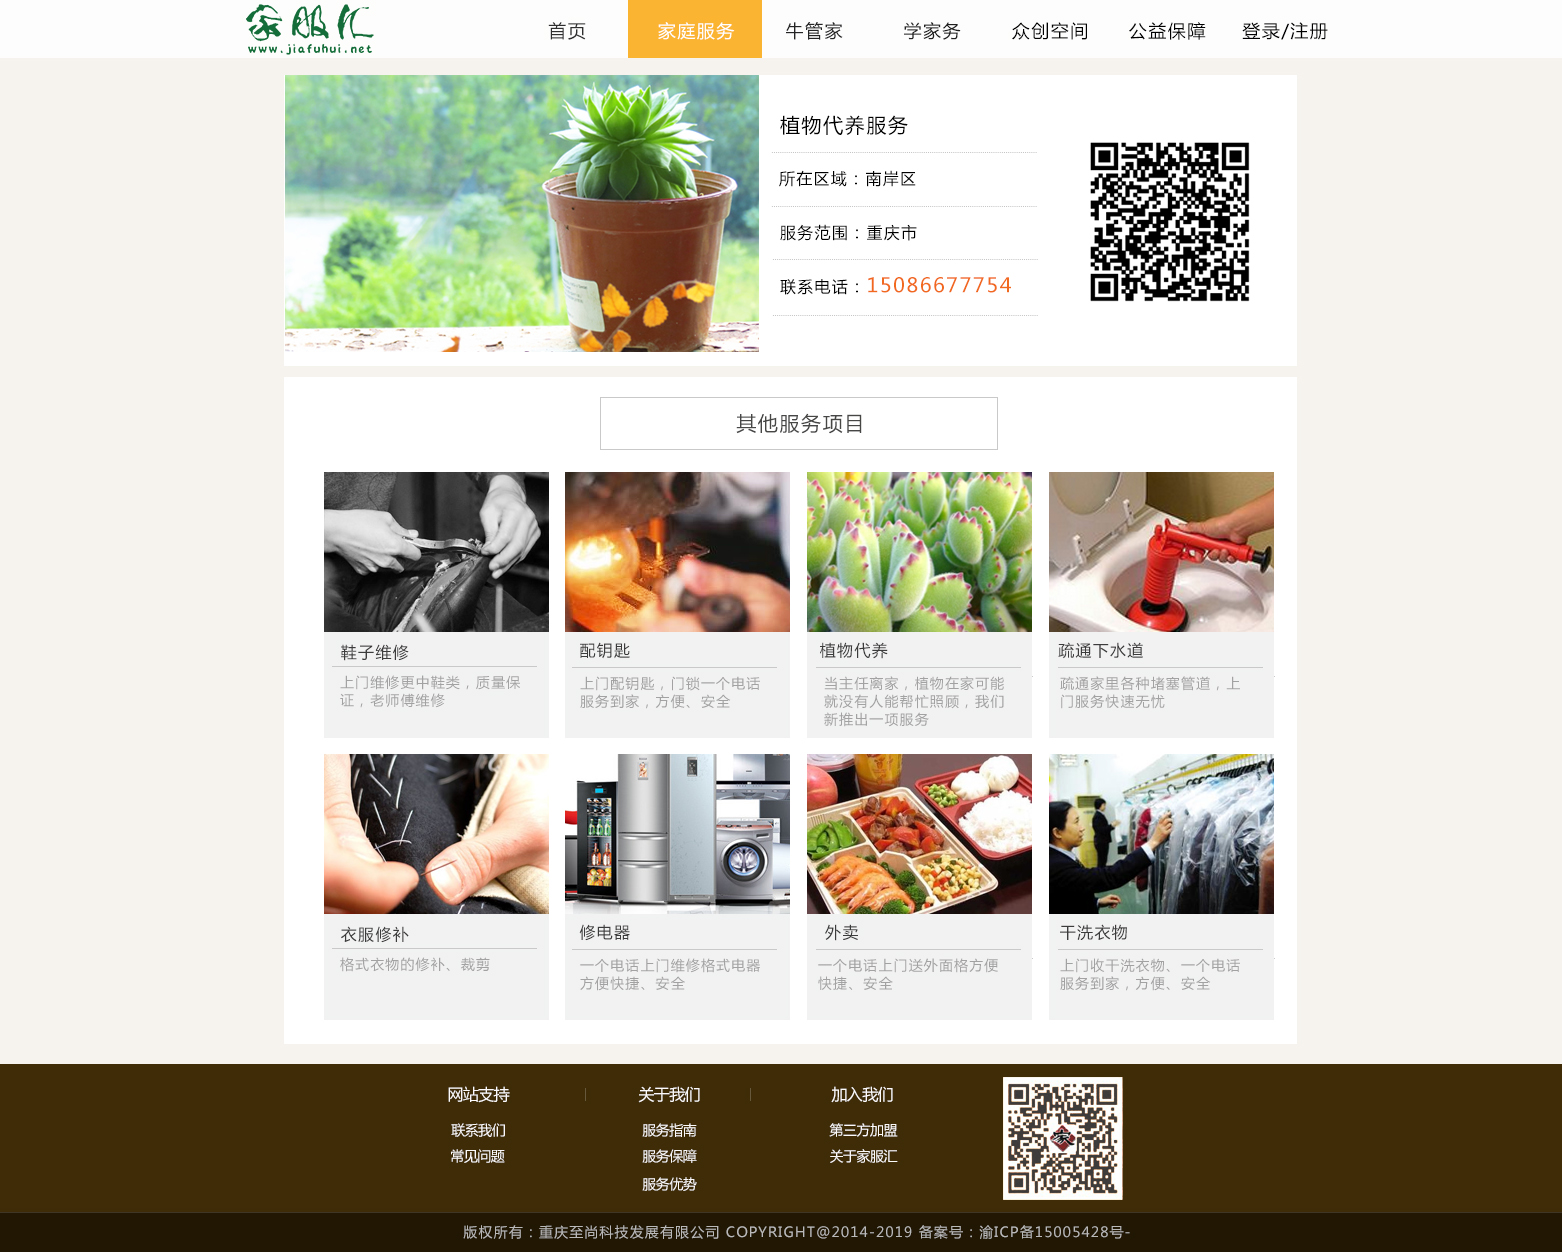 家服汇
www.jiafuhui.net
首页 家庭服务 牛管家 学家务 众创空间 公益保障 登录/注册
植物代养服务
所在区域：南岸区
服务范围：重庆市
联系电话：15086677754
其他服务项目
鞋子维修
上门维修更中鞋类，质量保
证，老师傅维修
配钥匙
上门配钥匙，门锁一个电话
服务到家，方便、安全
植物代养
当主任离家，植物在家可能
就没有人能帮忙照顾，我们
新推出一项服务
疏通下水道
疏通家里各种堵塞管道，上
门服务快速无忧
衣服修补
格式衣物的修补、裁剪
修电器
一个电话上门维修格式电器
方便快捷、安全
外卖
一个电话上门送外面格方便
快捷、安全
干洗衣物
上门收干洗衣物、一个电话
服务到家，方便、安全
网站支持
联系我们
常见问题
关于我们
服务指南
服务保障
服务优势
加入我们
第三方加盟
关于家服汇
家
版权所有：重庆至尚科技发展有限公司 COPYRIGHT@2014-2019 备案号：渝ICP备15005428号-